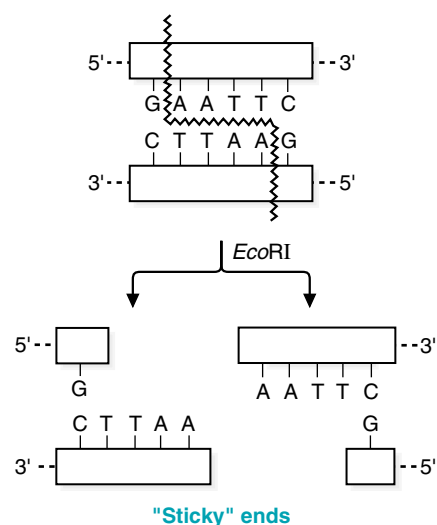 5' 3'
G A A T T C
C T T A A G
3' 5'
EcoRI
5' 3'
G A A T T C
C T T A A G
3' 5'
"Sticky" ends